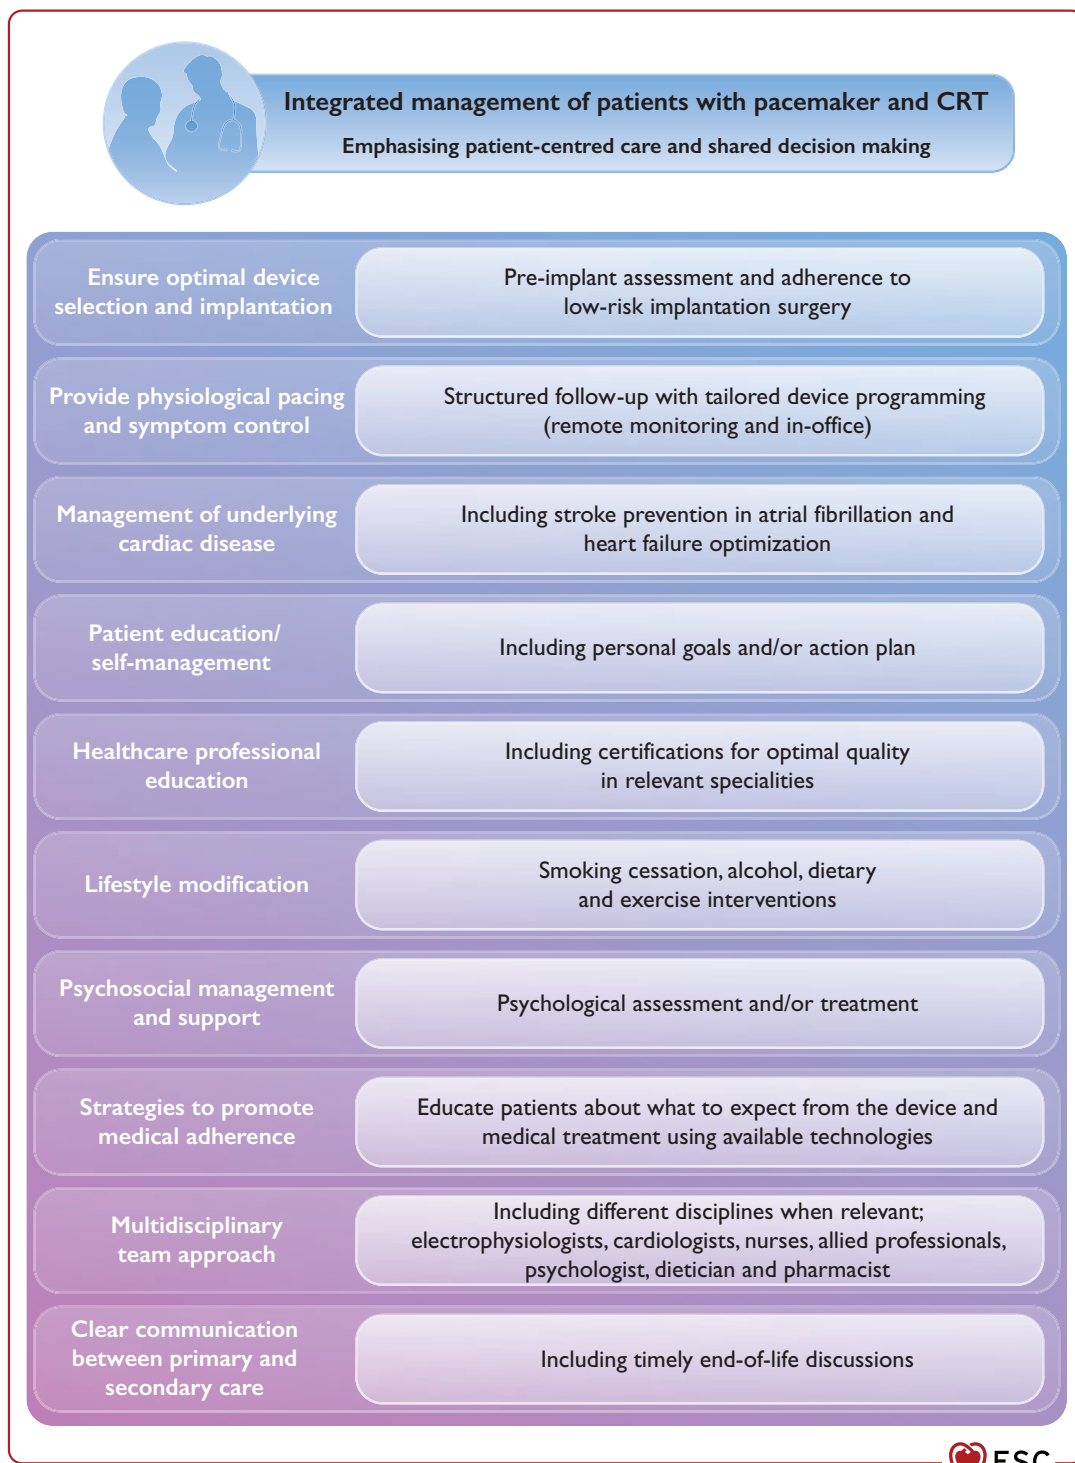 Integrated management of patients with pacemaker and CRT
Emphasising patient-centred care and shared decision making
Ensure optimal device
selection and implantation
Pre-implant assessment and adherence to
low-risk implantation surgery
Provide physiological pacing
and symptom control
Structured follow-up with tailored device programming
(remote monitoring and in-office)
Management of underlying
cardiac disease
Including stroke prevention in atrial fibrillation and
heart failure optimization
Patient education/
self-management
Including personal goals and/or action plan
Healthcare professional
education
Including certifications for optimal quality
in relevant specialities
Lifestyle modification
Smoking cessation, alcohol, dietary
and exercise interventions
Psychosocial management
and support
Psychological assessment and/or treatment
Strategies to promote
medical adherence
Educate patients about what to expect from the device and
medical treatment using available technologies
Multidisciplinary
team approach
Including different disciplines when relevant;
electrophysiologists, cardiologists, nurses, allied professionals,
psychologist, dietician and pharmacist
Clear communication
between primary and
secondary care
Including timely end-of-life discussions
ESC